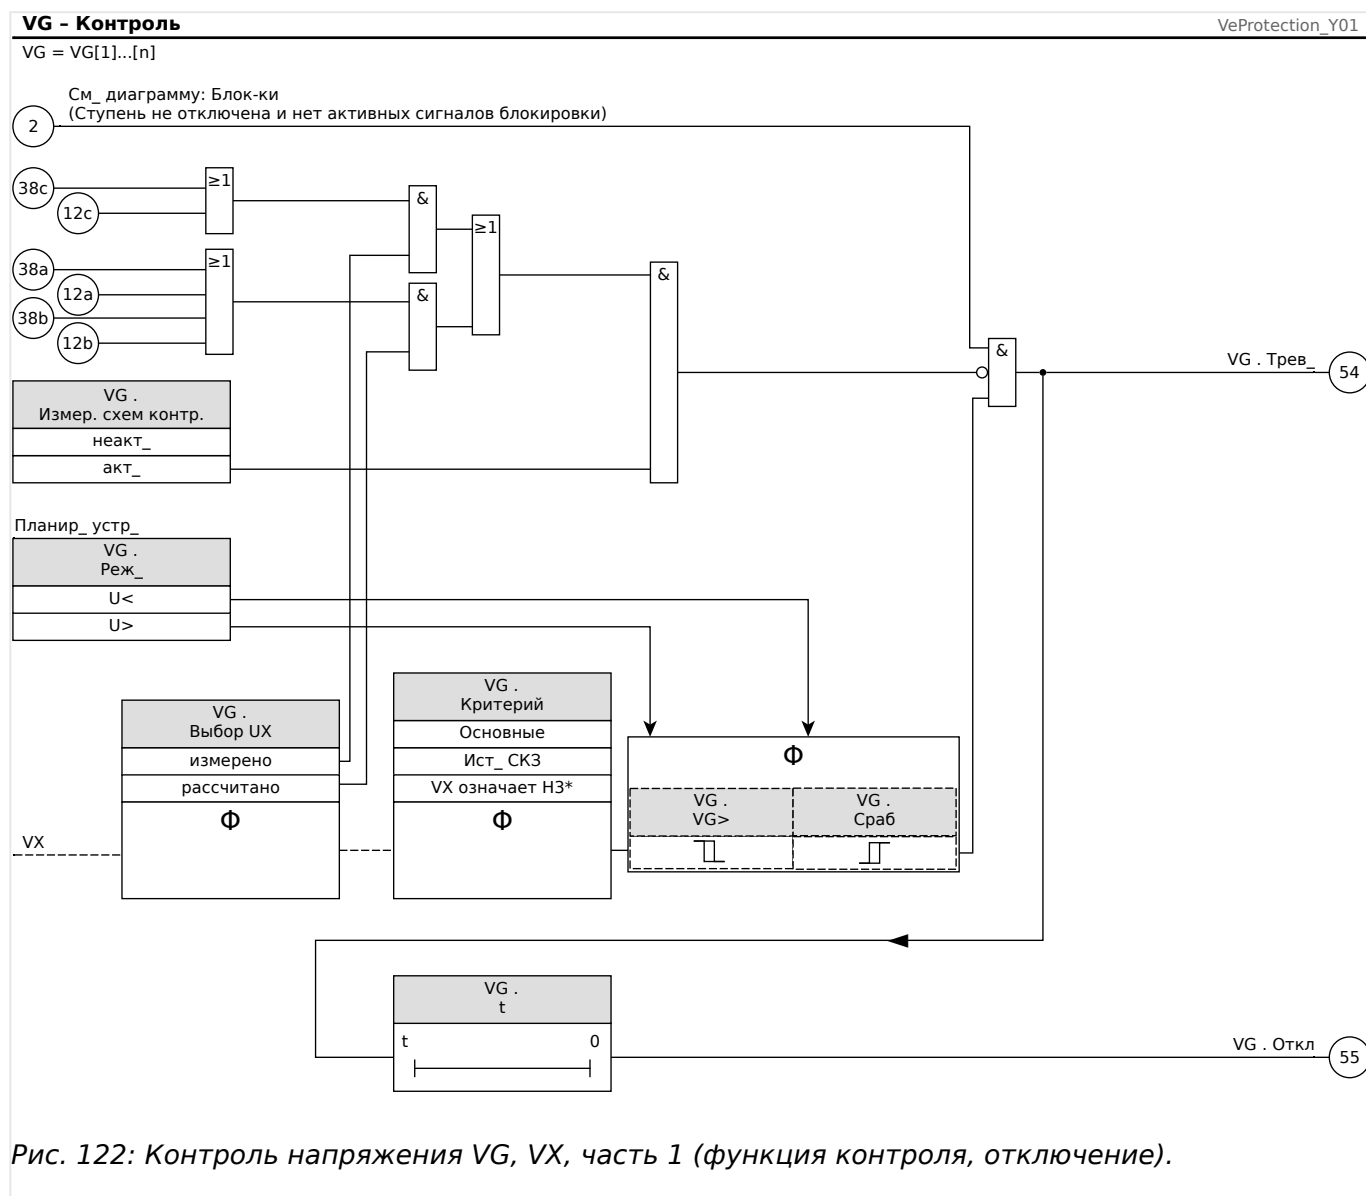 VG – Контроль
VeProtection_Y01
VG = VG[1]...[n]
См_ диаграмму: Блок-ки
(Ступень не отключена и нет активных сигналов блокировки)
2
38c
12c
≥1
&
≥1
38a
12a
38b
12b
≥1
&
&
&
VG . Трев_
54
VG .
Измер. схем контр.
неакт_
акт_
Планир_ устр_
VG .
Реж_
U<
U>
VG .
Выбор UX
измерено
рассчитано
Φ
VX
VG .
Критерий
Основные
Ист_ СКЗ
VX означает H3*
Φ
Φ
VG .
VG>
VG .
Сраб
VG .
t
t
0
VG . Откл
55
Рис. 122: Контроль напряжения VG, VX, часть 1 (функция контроля, отключение).